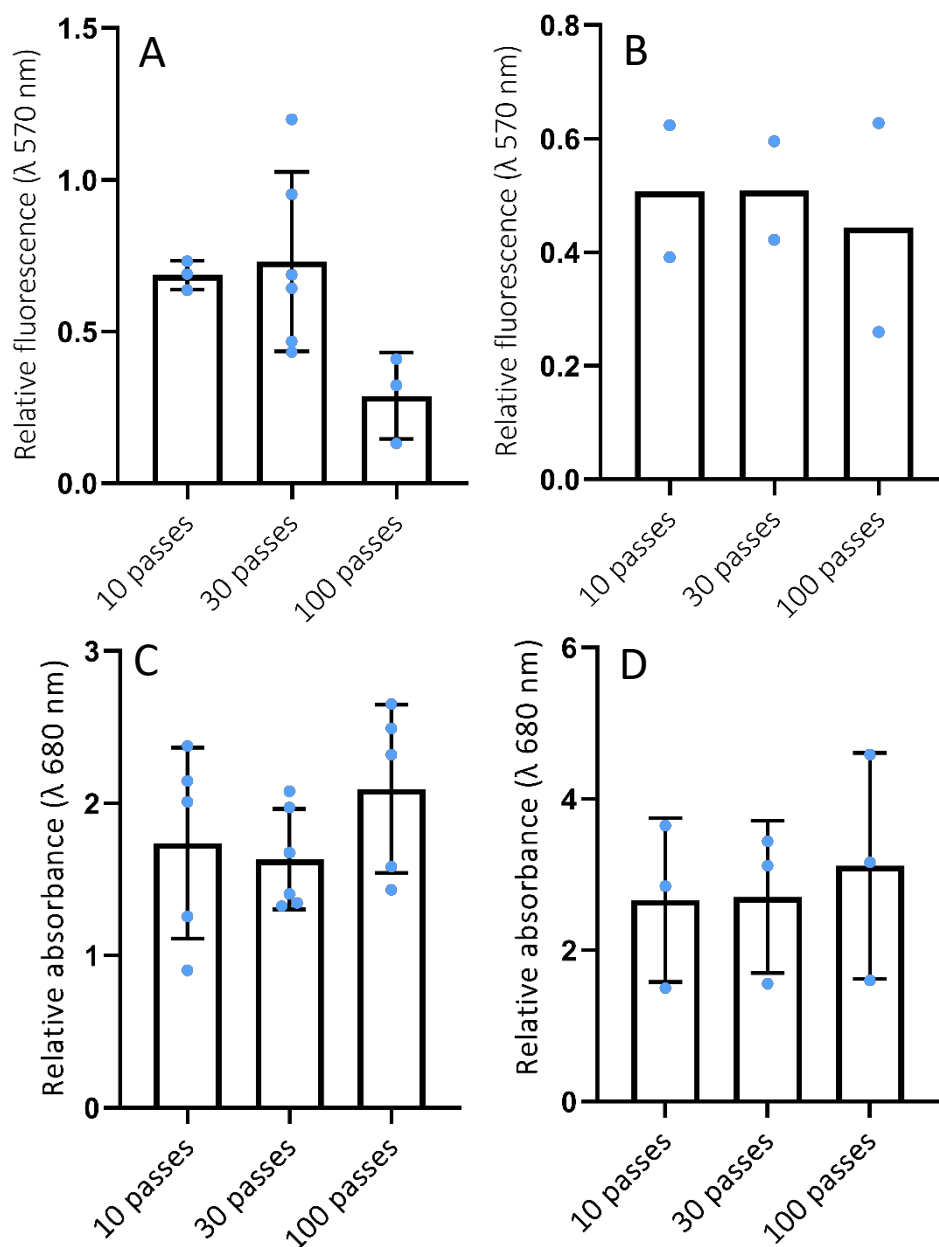 A
Relative fluorescence (λ 570 nm)
1.5
1.0
0.5
0.0
10 passes
30 passes
100 passes
B
Relative fluorescence (λ 570 nm)
0.8
0.6
0.4
0.2
0.0
10 passes
30 passes
100 passes
C
Relative absorbance (λ 680 nm)
3
2
1
0
10 passes
30 passes
100 passes
D
Relative absorbance (λ 680 nm)
6
4
2
0
10 passes
30 passes
100 passes